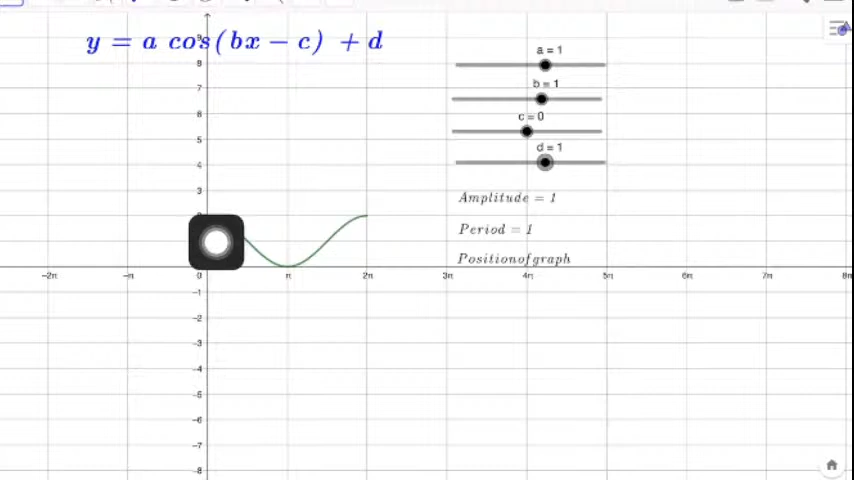 y = a cos(bx − c) + d
a = 1
b = 1
c = 0
d = 1
Amplitude = 1
Period = 1
Positionofgraph
9
8
7
6
5
4
3
−2π −π 0 π 2π 3π 4π 5π 6π 7π 8π
−1
−2
−3
−4
−5
−6
−7
−8